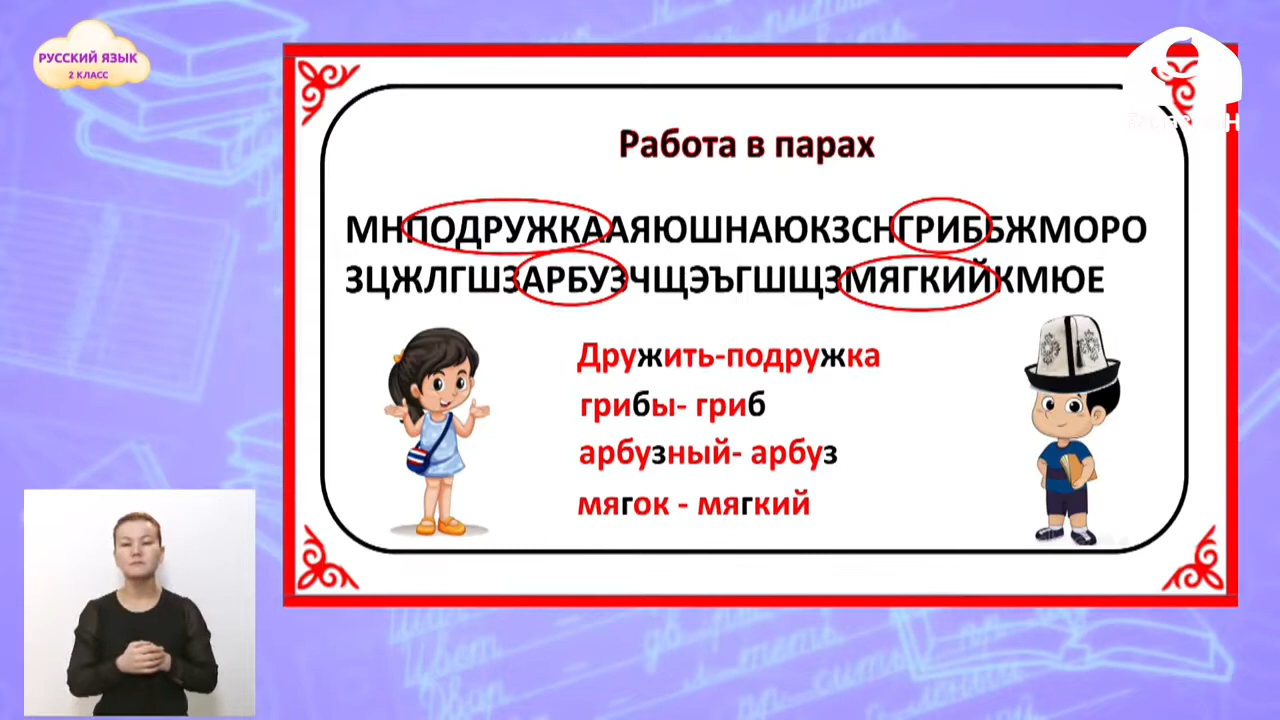 РУССКИЙ ЯЗЫК
2 КЛАСС
Работа в парах
МНПОДРУЖКААЯЮШНАЮКЗСНГРИББЖМОРО
ЗЦЖЛГШЗАРБУЗЧЩЭЪГШЩЗМЯГКИЙКМЮЕ
Дружить-подружка
грибы- гриб
арбузный- арбуз
мягок - мягкий